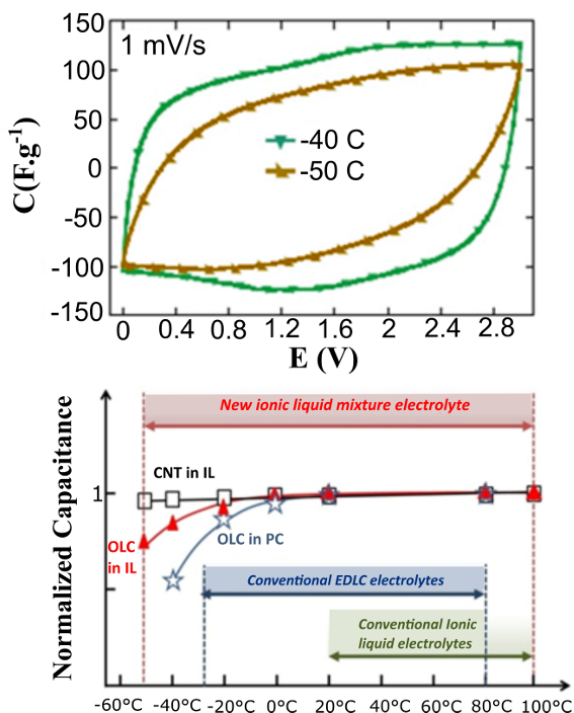 1 mV/s
C(F.g⁻¹)
150
100
50
0
-50
-100
-150
-40 C
-50 C
0 0.4 0.8 1.2 1.6 2 2.4 2.8
E (V)
Normalized Capacitance
New ionic liquid mixture electrolyte
1
CNT in IL
OLC
in IL
OLC in PC
Conventional EDLC electrolytes
Conventional Ionic
liquid electrolytes
-60°C -40°C -20°C 0°C 20°C 60°C 80°C 100°C